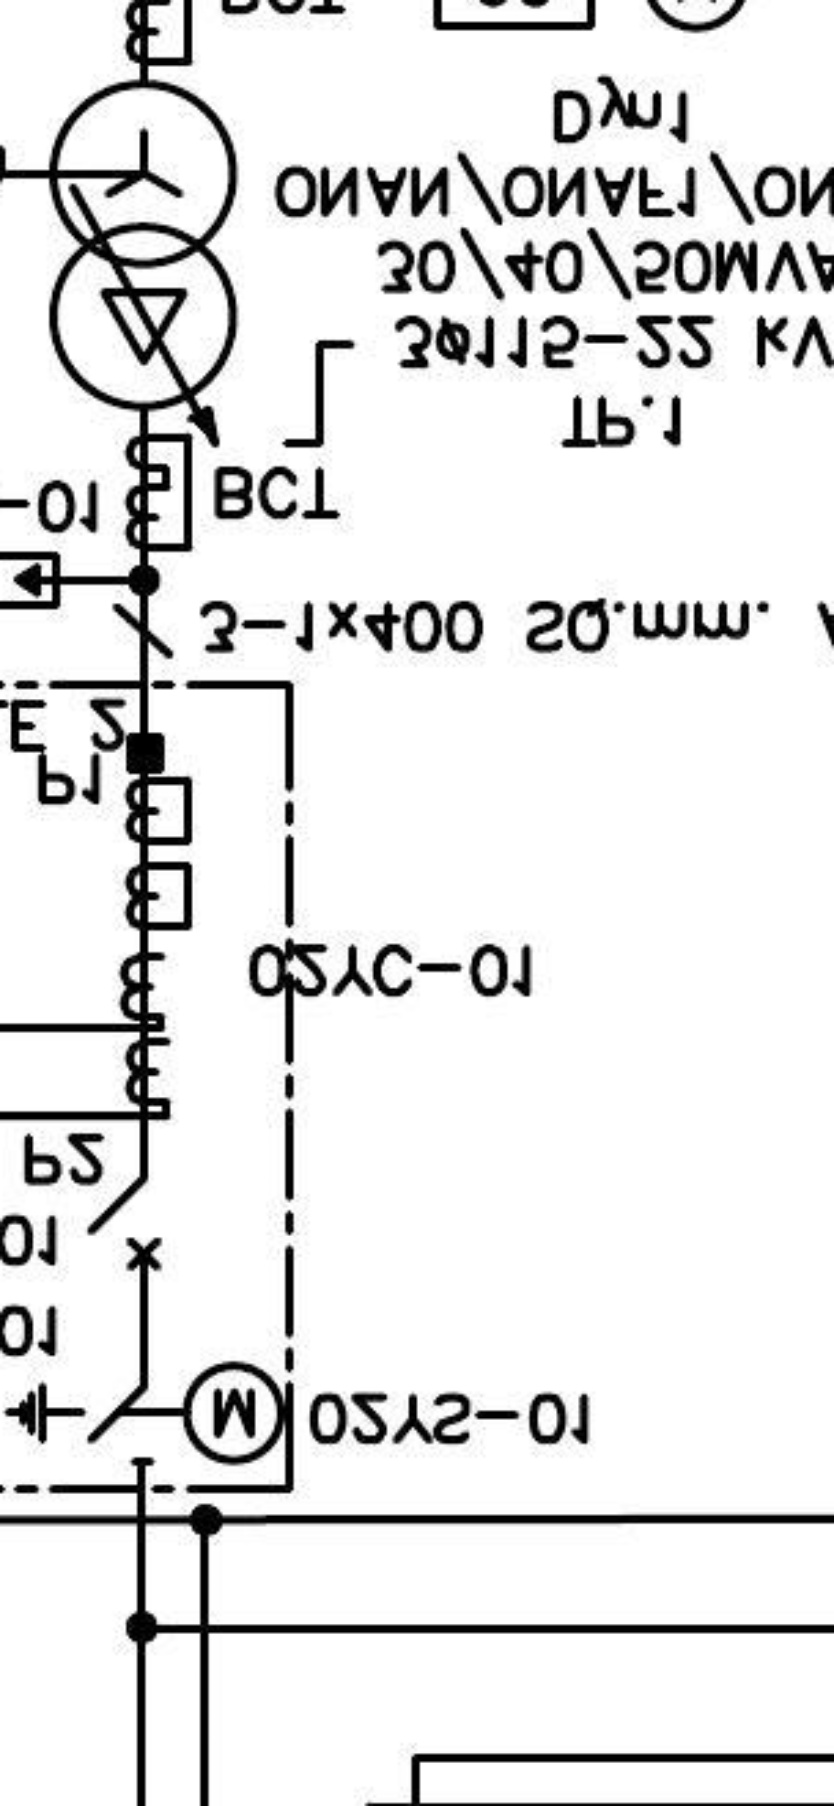 M 02YS-01
01
01
P2
02YC-01
P1
E 2
3-1x400 SQ.mm.
-01
BCT
TP.1
3ø115-22 kV
30/40/50MVA
ONAN/ONAF1/ON
Dyn1